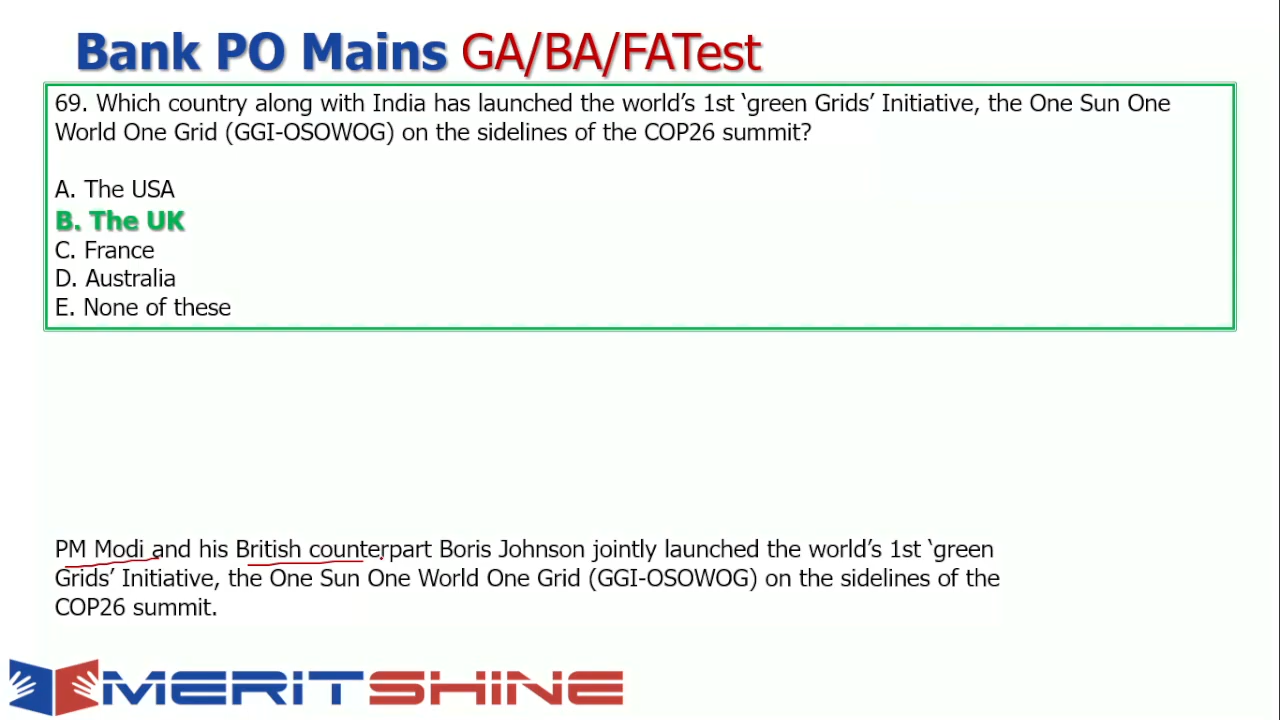 Bank PO Mains GA/BA/FATest
69. Which country along with India has launched the world’s 1st ‘green Grids’ Initiative, the One Sun One
World One Grid (GGI-OSOWOG) on the sidelines of the COP26 summit?
A. The USA
B. The UK
C. France
D. Australia
E. None of these
PM Modi and his British counterpart Boris Johnson jointly launched the world’s 1st ‘green
Grids’ Initiative, the One Sun One World One Grid (GGI-OSOWOG) on the sidelines of the
COP26 summit.
MERITSHINE